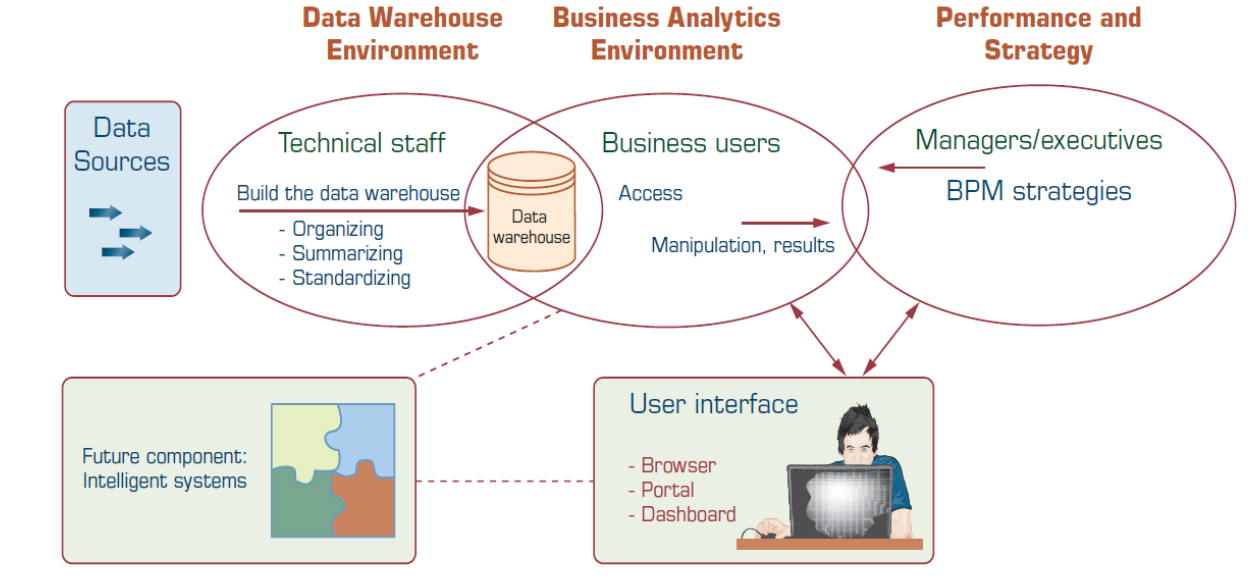 Data Warehouse
Environment
Business Analytics
Environment
Performance and
Strategy
Data
Sources
Technical staff
Build the data warehouse
- Organizing
- Summarizing
- Standardizing
Data
warehouse
Business users
Access
Manipulation, results
Managers/executives
BPM strategies
Future component:
Intelligent systems
User interface
- Browser
- Portal
- Dashboard